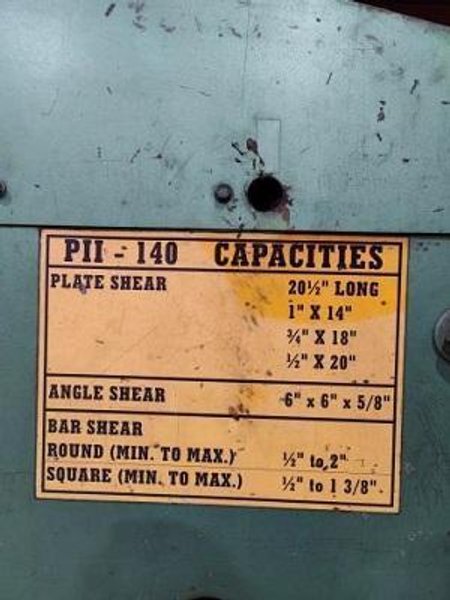 PII - 140 CAPACITIES
PLATE SHEAR 20½" LONG
1" X 14"
¾" X 18"
½" X 20"
ANGLE SHEAR 6" x 6" x 5/8"
BAR SHEAR
ROUND (MIN. TO MAX.) ½" to 2"
SQUARE (MIN. TO MAX.) ½" to 1 3/8"